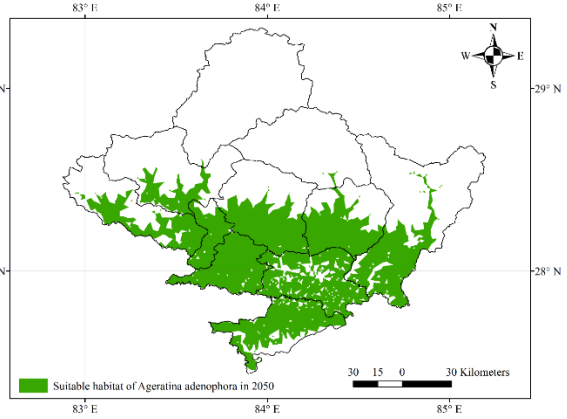 83° E 84° E 85° E
N
W E
S
N 29° N
N 28° N
Suitable habitat of Ageratina adenophora in 2050
30 15 0 30 Kilometers
83° E 84° E 85° E